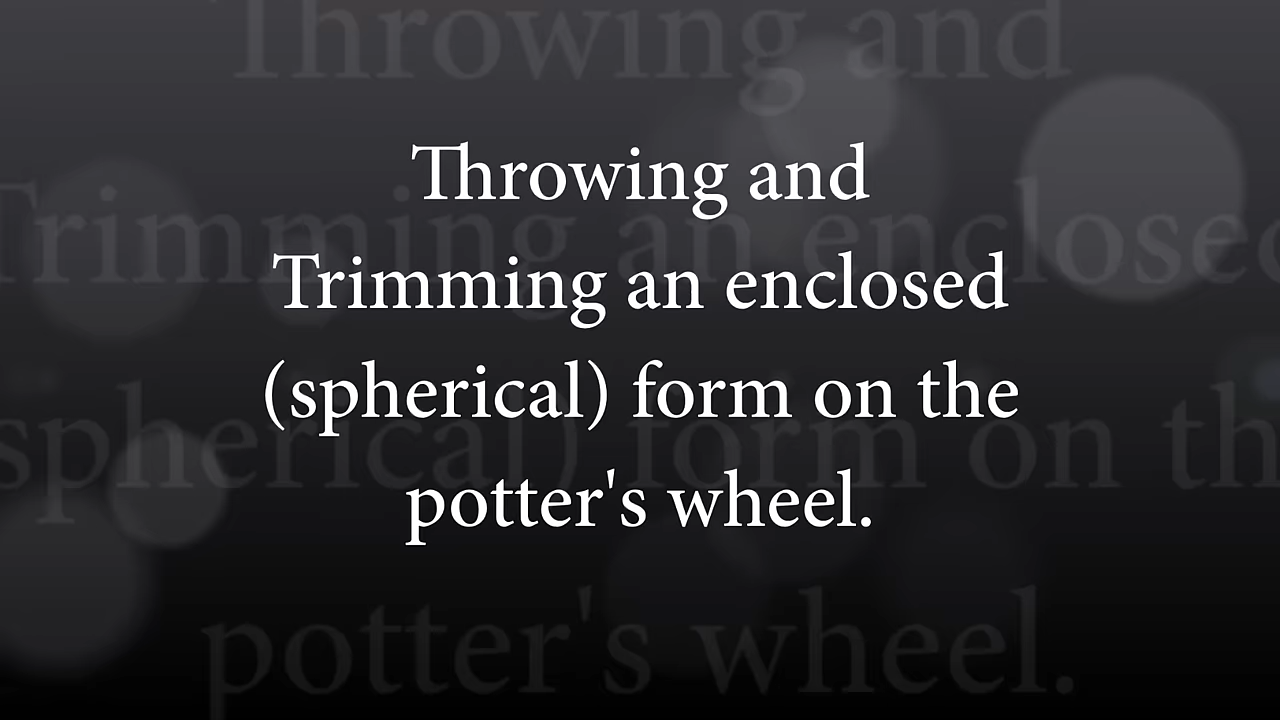 Throwing and
Trimming an enclosed
(spherical) form on the
potter's wheel.